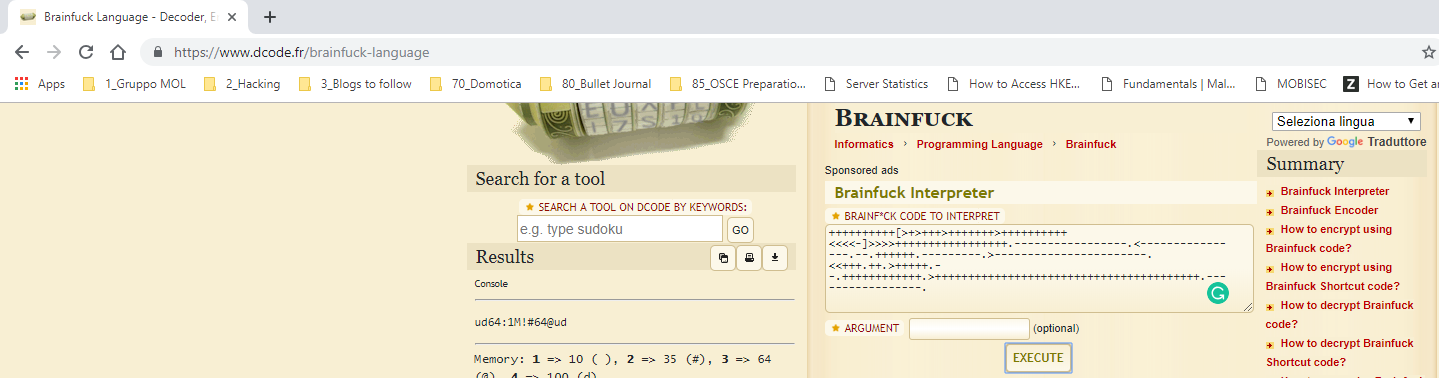 Brainfuck Language - Decoder, E
https://www.dcode.fr/brainfuck-language
Apps 1_Gruppo MOL 2_Hacking 3_Blogs to follow 70_Domotica 80_Bullet Journal 85_OSCE Preparatio... Server Statistics How to Access HKE... Fundamentals | Mal... MOBISEC How to Get a
Search for a tool
SEARCH A TOOL ON DCODE BY KEYWORDS:
e.g. type sudoku GO
Results
Console
ud64:1M!#64@ud
Memory: 1 => 10 ( ), 2 => 35 (#), 3 => 64
(@), 4 => 100 (d)
BRAINFUCK
Informatics › Programming Language › Brainfuck
Sponsored ads
Brainfuck Interpreter
BRAINF*CK CODE TO INTERPRET
++++++++++[>+>+++>+++++++>++++++++++
<<<<-]>>>>+++++++++++++++++.-----------------.<--------------
---.--.++++++.---------.>-----------------------.
<<+++.++.>+++++.-
-.++++++++++++.>++++++++++++++++++++++++++++++++++++++++.---
--------------.
ARGUMENT (optional)
EXECUTE
Seleziona lingua
Powered by Google Traduttore
Summary
Brainfuck Interpreter
Brainfuck Encoder
How to encrypt using
Brainfuck code?
How to encrypt using
Brainfuck Shortcut code?
How to decrypt Brainfuck
code?
How to decrypt Brainfuck
Shortcut code?